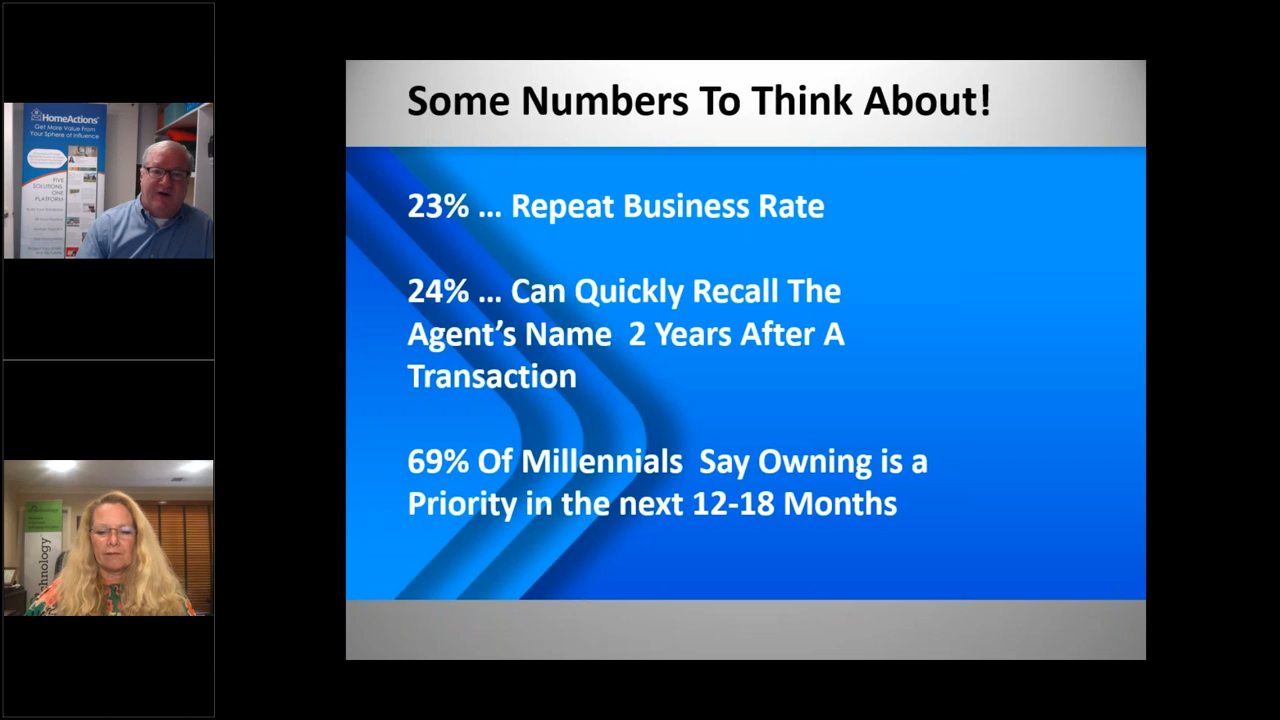 HomeActions
Get More Value From
Your Sphere of Influence
FIVE
SOLUTIONS,
ONE
PLATFORM
Some Numbers To Think About!
23% ... Repeat Business Rate
24% ... Can Quickly Recall The
Agent’s Name 2 Years After A
Transaction
69% Of Millennials Say Owning is a
Priority in the next 12-18 Months